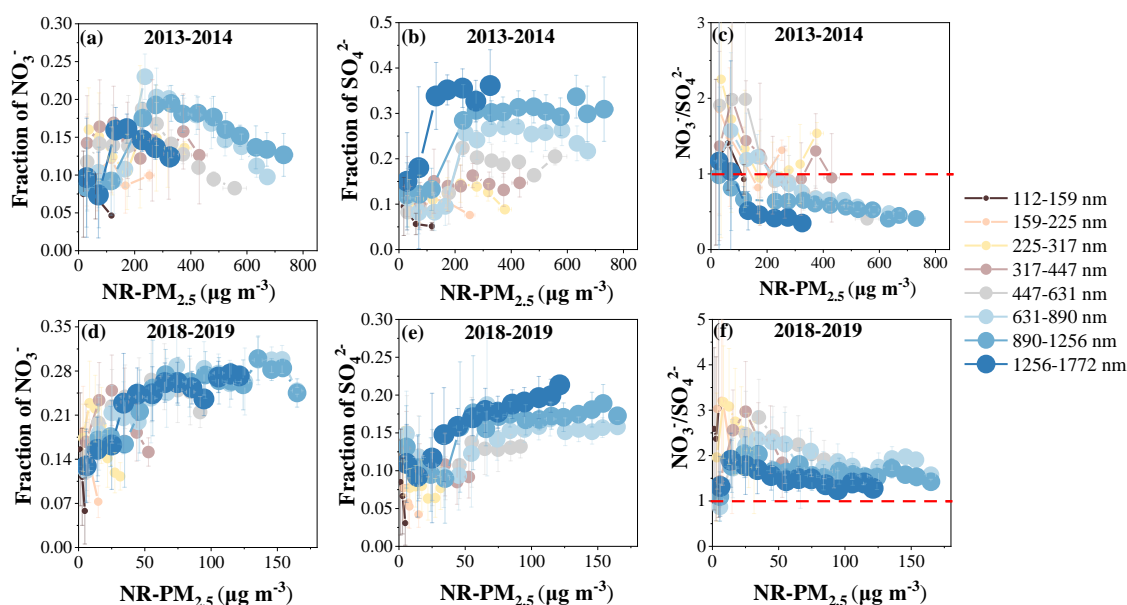 (a) 2013-2014
Fraction of NO₃⁻
0.30
0.25
0.20
0.15
0.10
0.05
0.00
0 200 400 600 800
NR-PM₂.₅ (μg m⁻³)
(b) 2013-2014
Fraction of SO₄²⁻
0.5
0.4
0.3
0.2
0.1
0.0
0 200 400 600 800
NR-PM₂.₅ (μg m⁻³)
(c) 2013-2014
NO₃⁻/SO₄²⁻
3
2
1
0
0 200 400 600 800
NR-PM₂.₅ (μg m⁻³)
112-159 nm
159-225 nm
225-317 nm
317-447 nm
447-631 nm
631-890 nm
890-1256 nm
1256-1772 nm
(d) 2018-2019
Fraction of NO₃⁻
0.35
0.28
0.21
0.14
0.07
0.00
0 50 100 150
NR-PM₂.₅ (μg m⁻³)
(e) 2018-2019
Fraction of SO₄²⁻
0.30
0.25
0.20
0.15
0.10
0.05
0.00
0 50 100 150
NR-PM₂.₅ (μg m⁻³)
(f) 2018-2019
NO₃⁻/SO₄²⁻
5
4
3
2
1
0
0 50 100 150
NR-PM₂.₅ (μg m⁻³)